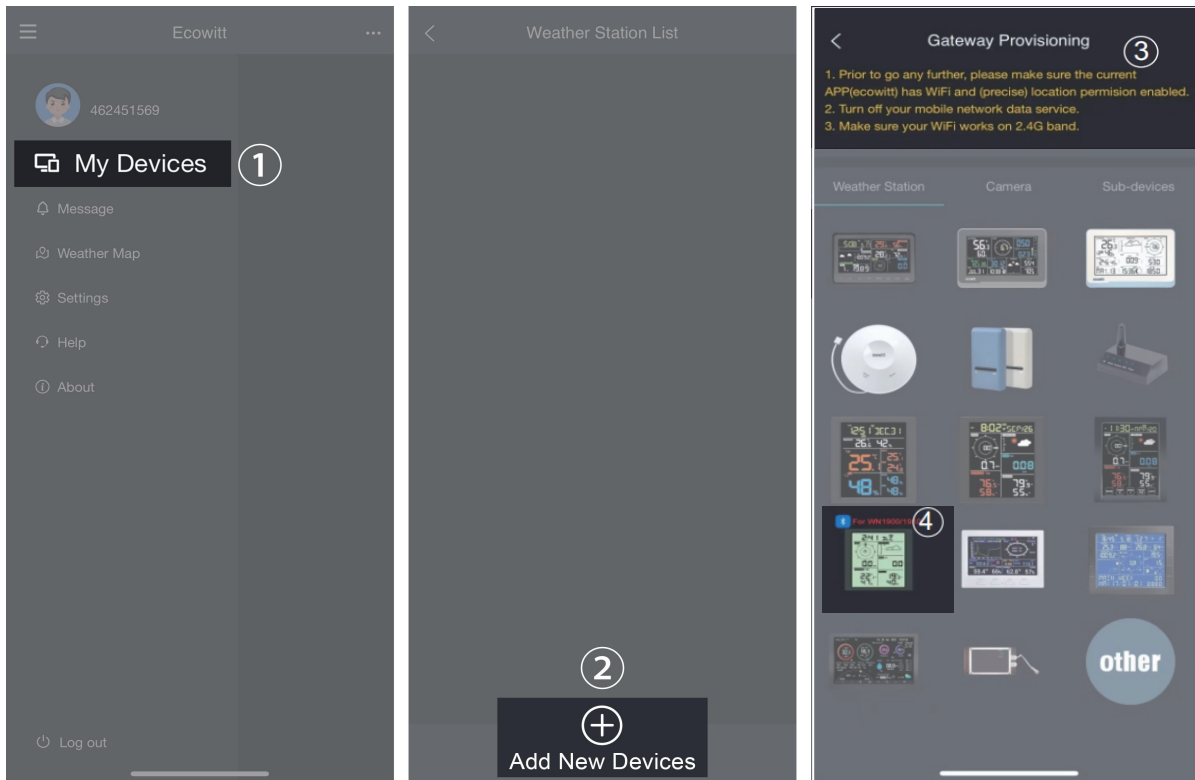 Ecowitt
462451569
My Devices
1
Message
Weather Map
Settings
Help
About
Log out
Weather Station List
2
Add New Devices
Gateway Provisioning
3
1. Prior to go any further, please make sure the current
APP(ecowitt) has WiFi and (precise) location permision enabled.
2. Turn off your mobile network data service.
3. Make sure your WiFi works on 2.4G band.
Weather Station Camera Sub-devices
For
4
other